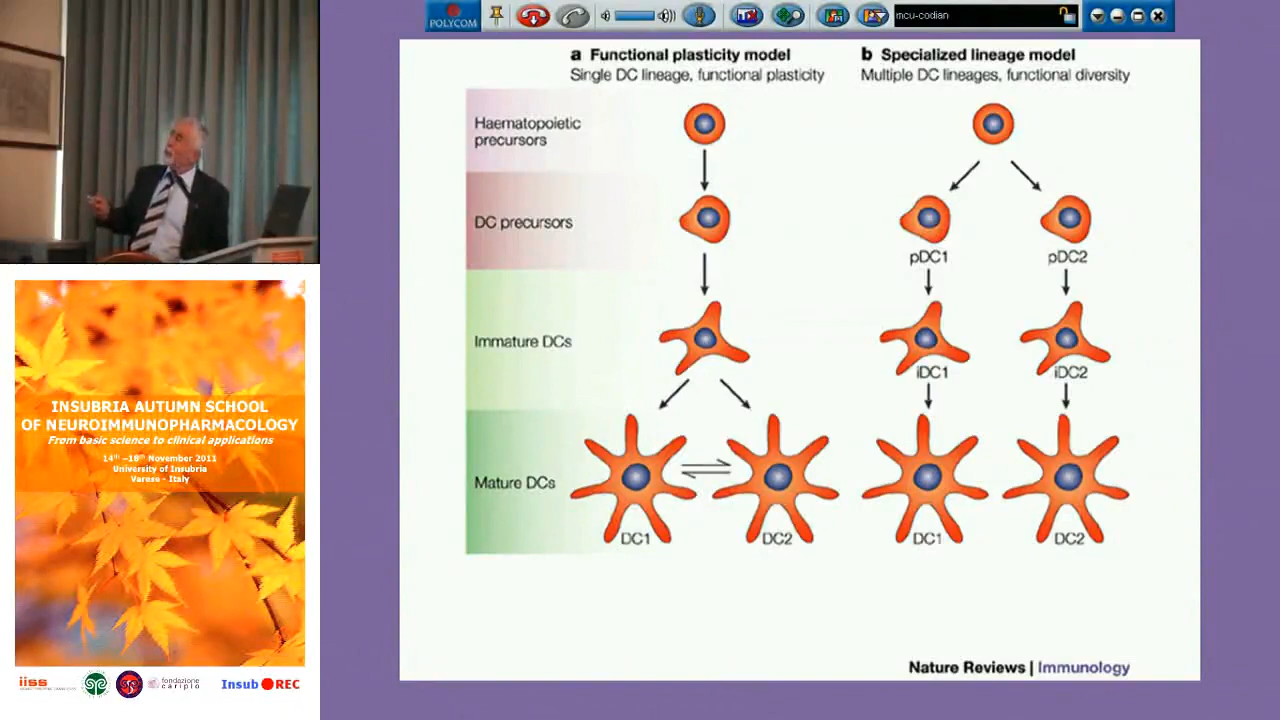 POLYCOM
mcu-codian
a Functional plasticity model
Single DC lineage, functional plasticity
b Specialized lineage model
Multiple DC lineages, functional diversity
Haematopoietic
precursors
DC precursors
pDC1
pDC2
Immature DCs
iDC1
iDC2
Mature DCs
DC1
DC2
DC1
DC2
Nature Reviews | Immunology
INSUBRIA AUTUMN SCHOOL
OF NEUROIMMUNOPHARMACOLOGY
From basic science to clinical applications
14th –18th November 2011
University of Insubria
Varese - Italy
iiss
fondazione
cariplo
Insub REC